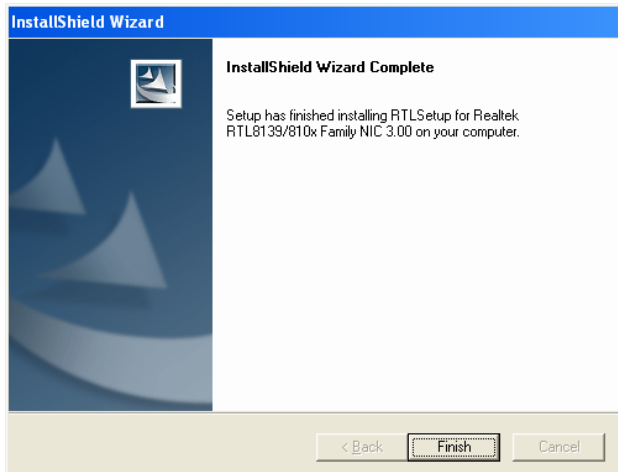 InstallShield Wizard
InstallShield Wizard Complete
Setup has finished installing RTLSetup for Realtek
RTL8139/810x Family NIC 3.00 on your computer.
< Back
Finish
Cancel